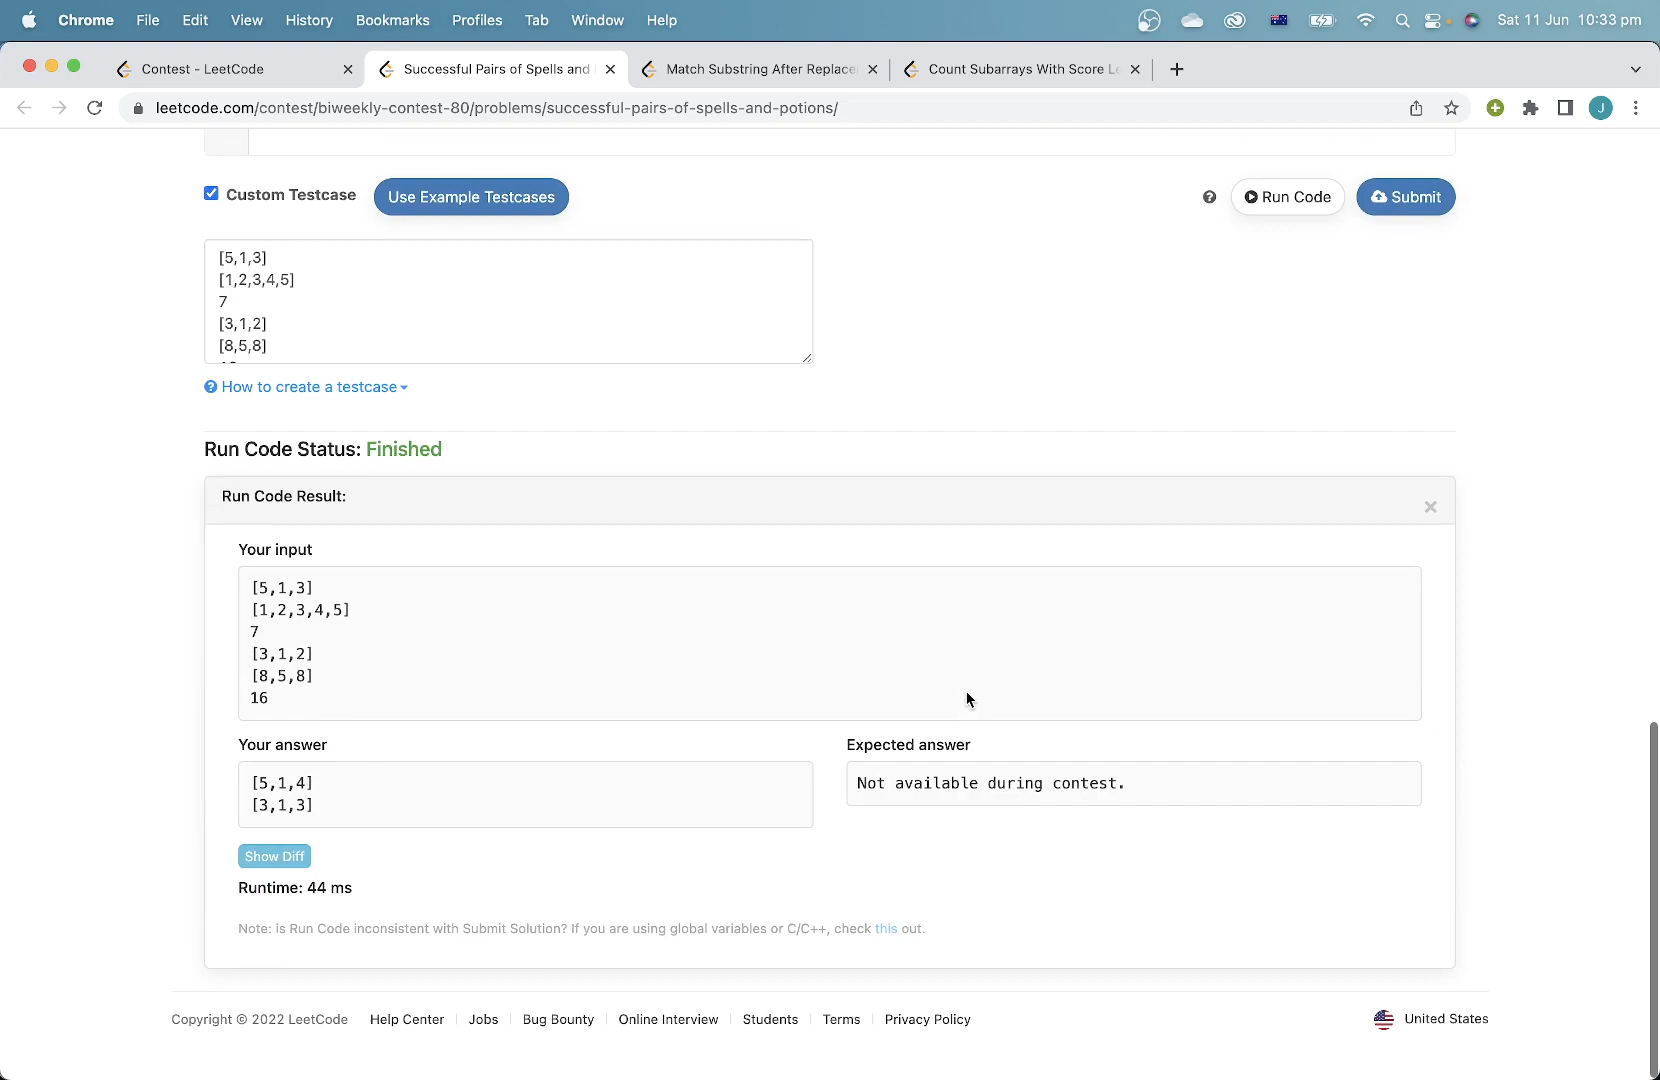 Chrome File Edit View History Bookmarks Profiles Tab Window Help Sat 11 Jun 10:33 pm
Contest - LeetCode Successful Pairs of Spells and Match Substring After Replace Count Subarrays With Score Le
leetcode.com/contest/biweekly-contest-80/problems/successful-pairs-of-spells-and-potions/ J
Custom Testcase Use Example Testcases Run Code Submit
[5,1,3]
[1,2,3,4,5]
7
[3,1,2]
[8,5,8]
How to create a testcase
Run Code Status: Finished
Run Code Result:
Your input
[5,1,3]
[1,2,3,4,5]
7
[3,1,2]
[8,5,8]
16
Your answer Expected answer
[5,1,4] Not available during contest.
[3,1,3]
Show Diff
Runtime: 44 ms
Note: is Run Code inconsistent with Submit Solution? If you are using global variables or C/C++, check this out.
Copyright © 2022 LeetCode Help Center Jobs Bug Bounty Online Interview Students Terms Privacy Policy United States